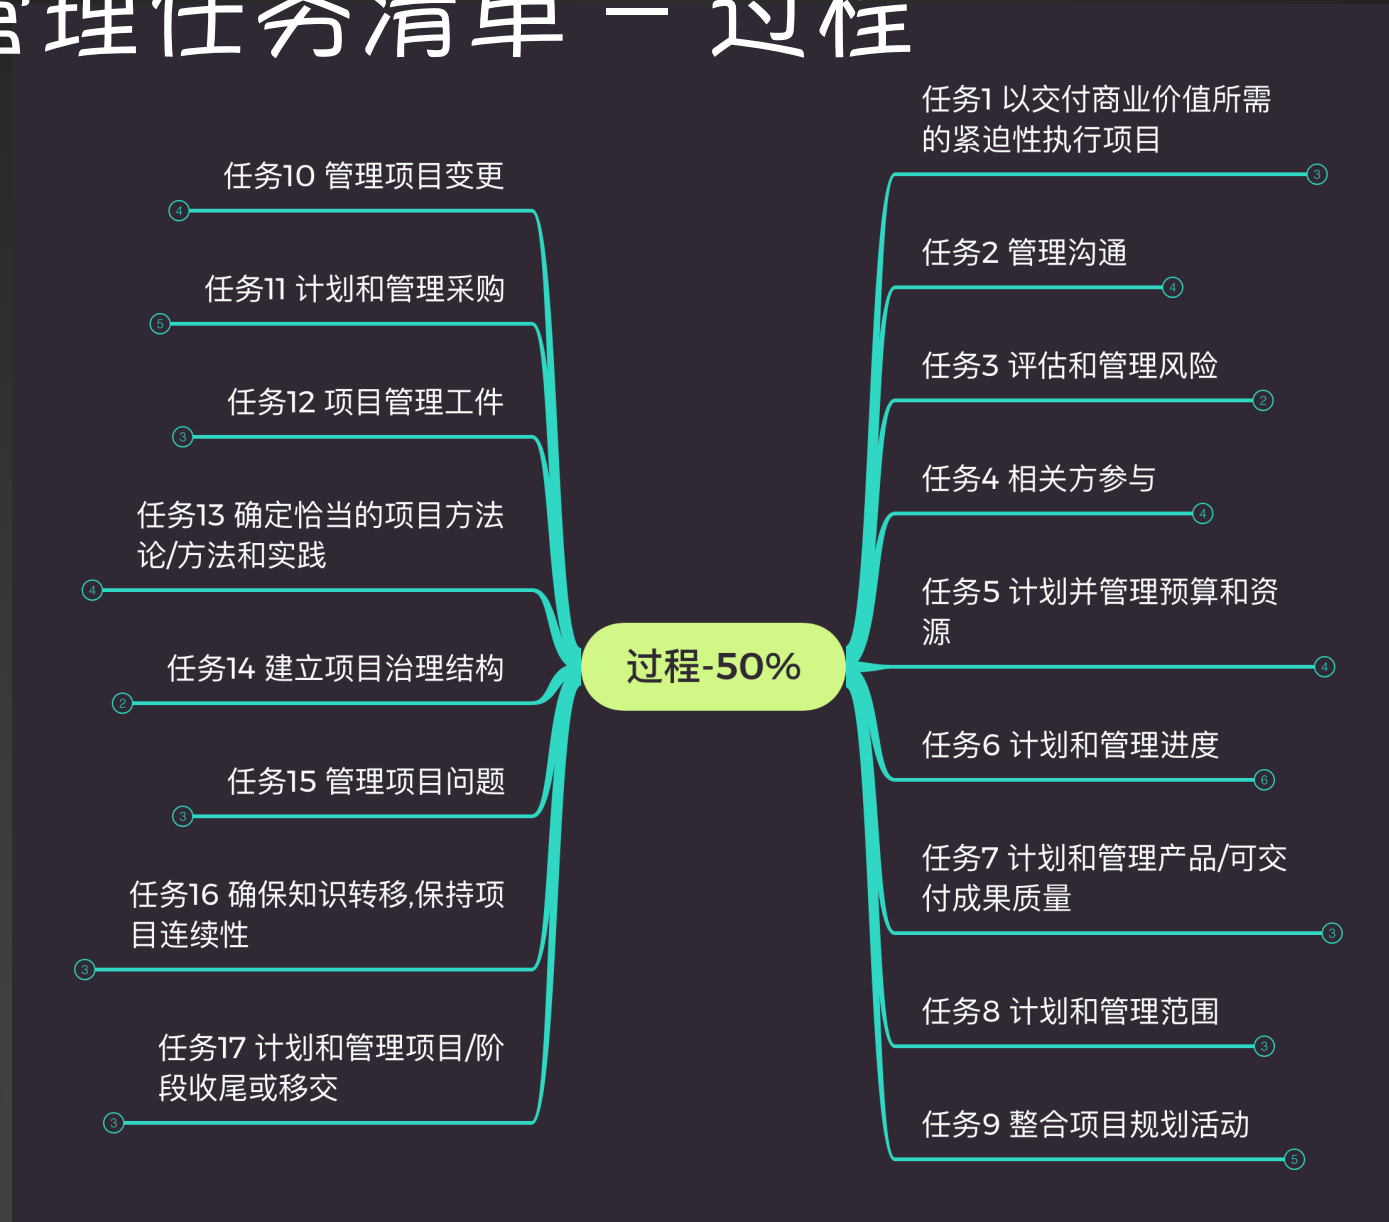 管理任务清单 – 过程
任务1 以交付商业价值所需
的紧迫性执行项目
3
任务2 管理沟通
4
任务3 评估和管理风险
2
任务4 相关方参与
4
任务5 计划并管理预算和资
源
4
任务6 计划和管理进度
6
任务7 计划和管理产品/可交
付成果质量
3
任务8 计划和管理范围
3
任务9 整合项目规划活动
5
过程-50%
任务10 管理项目变更
4
任务11 计划和管理采购
5
任务12 项目管理工件
3
任务13 确定恰当的项目方法
论/方法和实践
4
任务14 建立项目治理结构
2
任务15 管理项目问题
3
任务16 确保知识转移,保持项
目连续性
3
任务17 计划和管理项目/阶
段收尾或移交
3